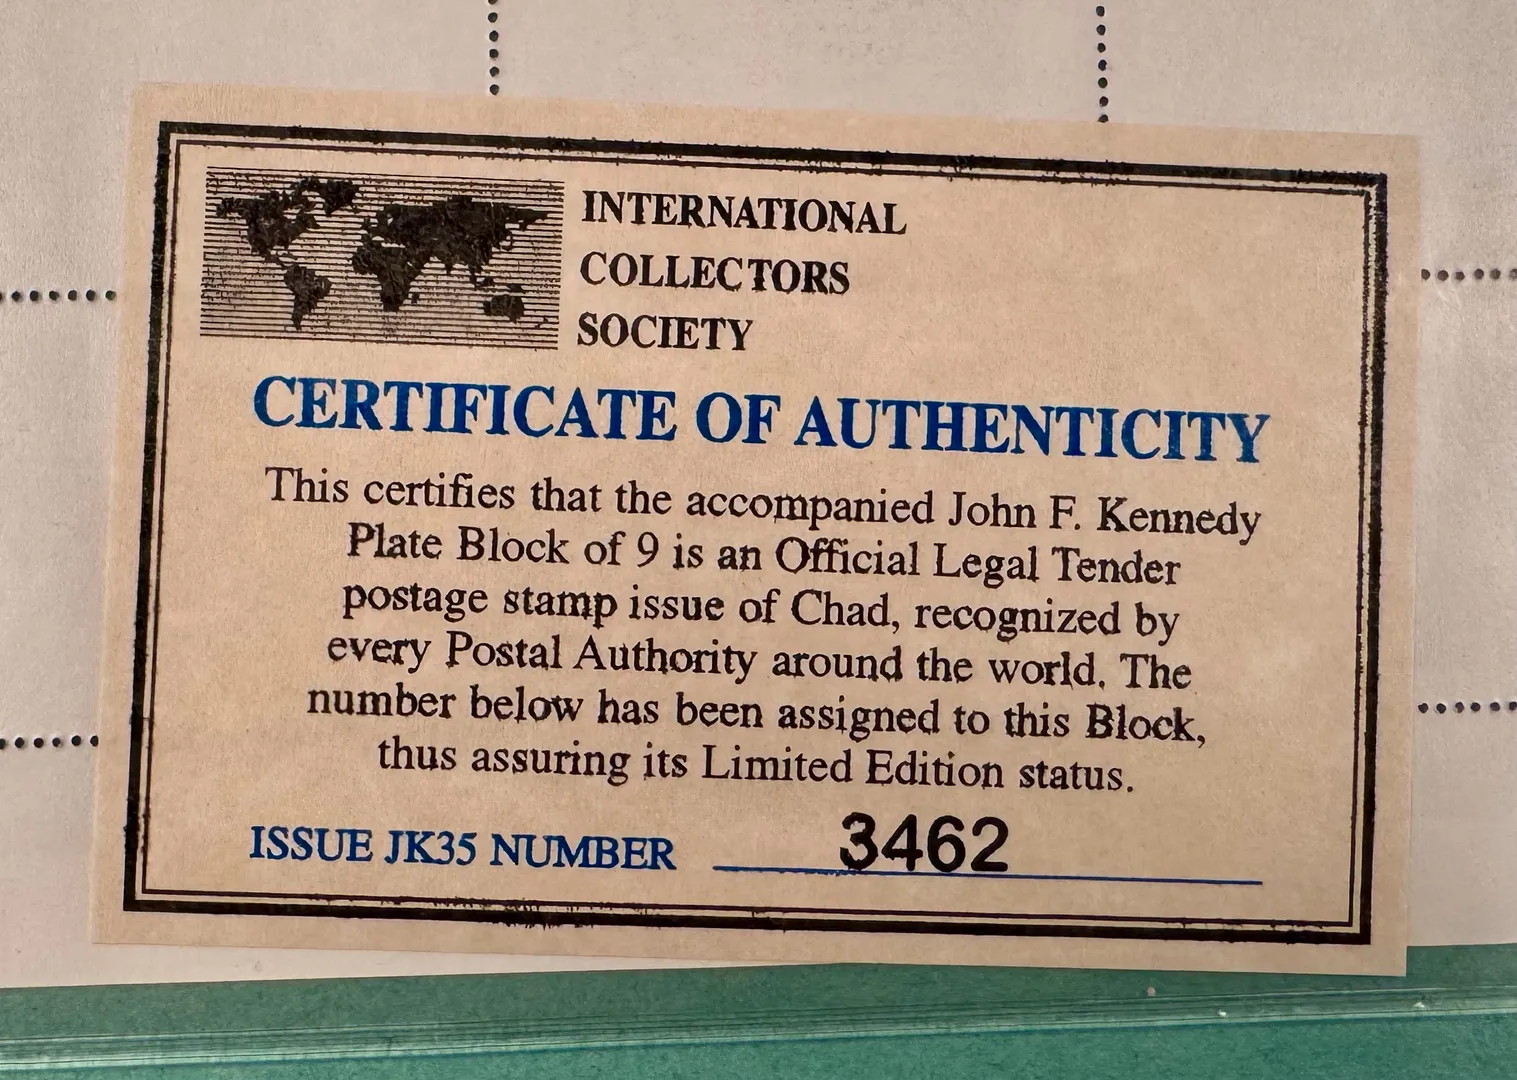 INTERNATIONAL
COLLECTORS
SOCIETY
CERTIFICATE OF AUTHENTICITY
This certifies that the accompanied John F. Kennedy
Plate Block of 9 is an Official Legal Tender
postage stamp issue of Chad, recognized by
every Postal Authority around the world. The
number below has been assigned to this Block,
thus assuring its Limited Edition status.
ISSUE JK35 NUMBER 3462